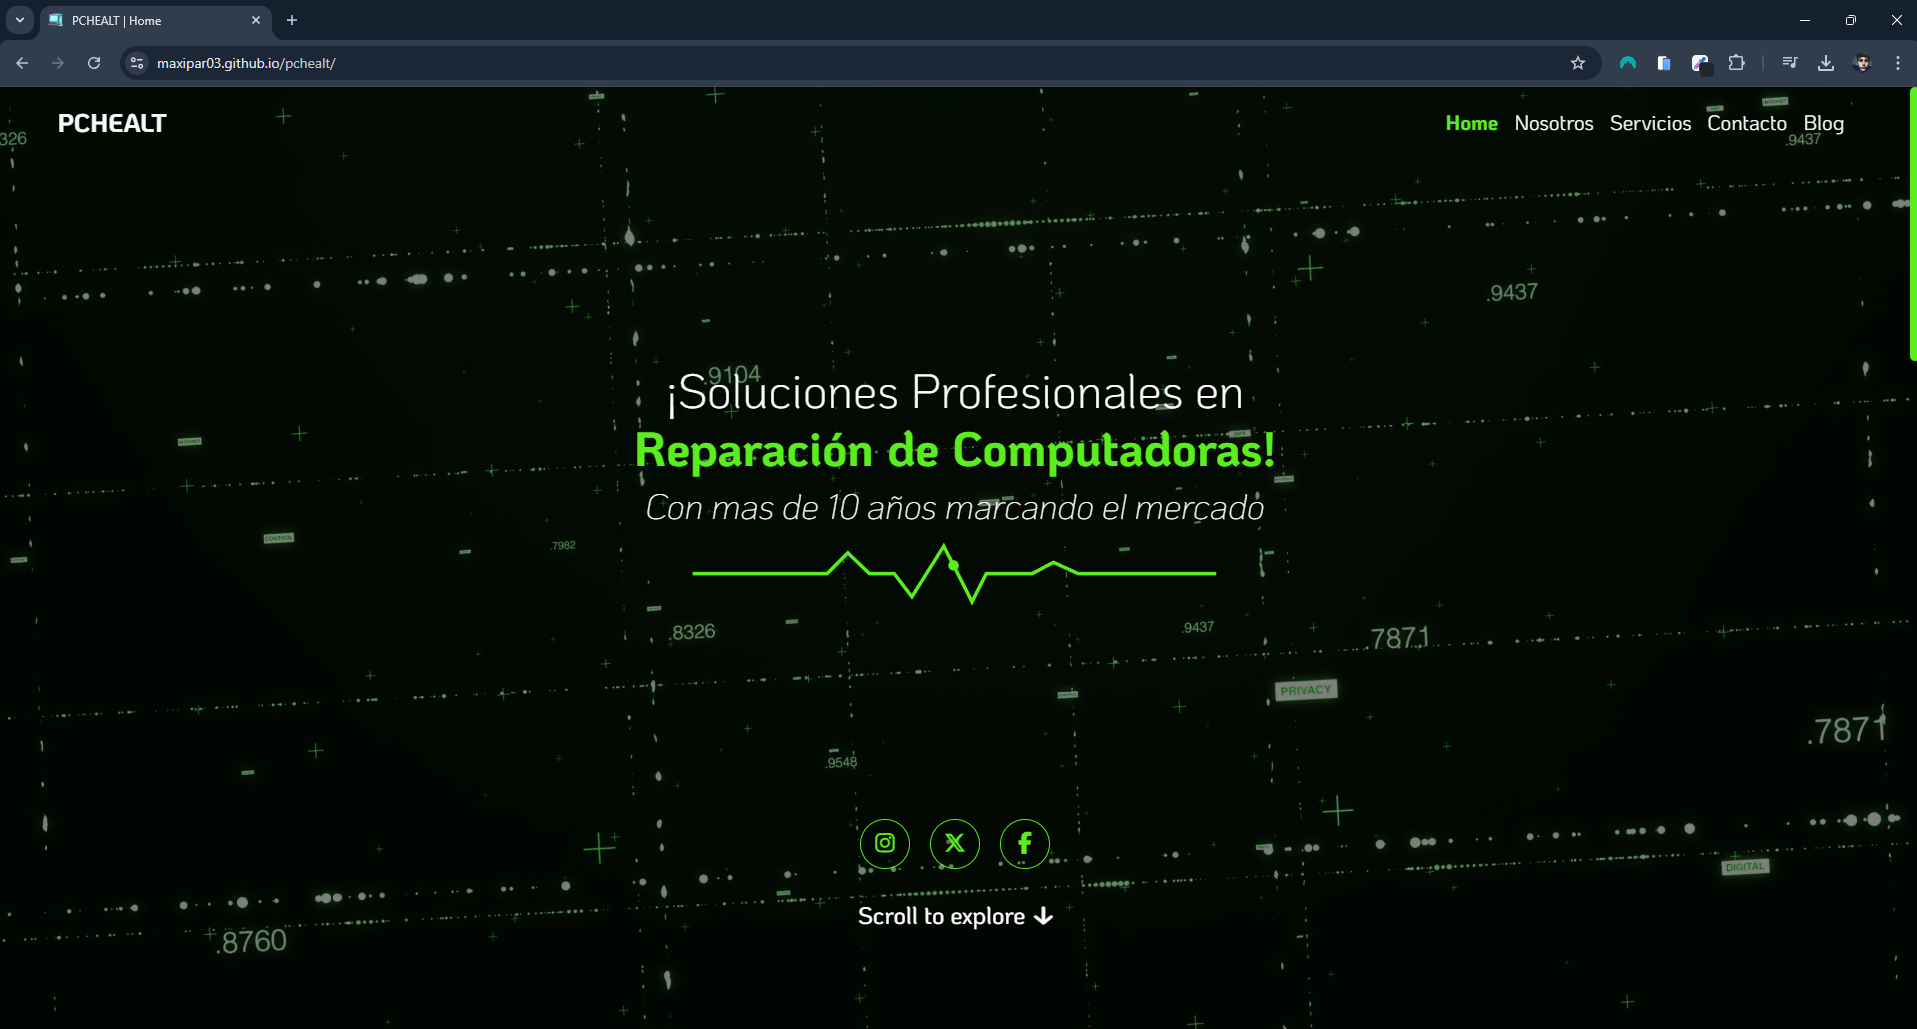 PCHEALT | Home
maxipar03.github.io/pchealt/
PCHEALT
Home Nosotros Servicios Contacto Blog
326
INTERNET
.9437
.9437
.9104
¡Soluciones Profesionales en
Reparación de Computadoras!
Con mas de 10 años marcando el mercado
INTERNET
CONTROL
.7982
.8326
.9437
.7871
PRIVACY
.7871
.9548
DIGITAL
Scroll to explore
.8760